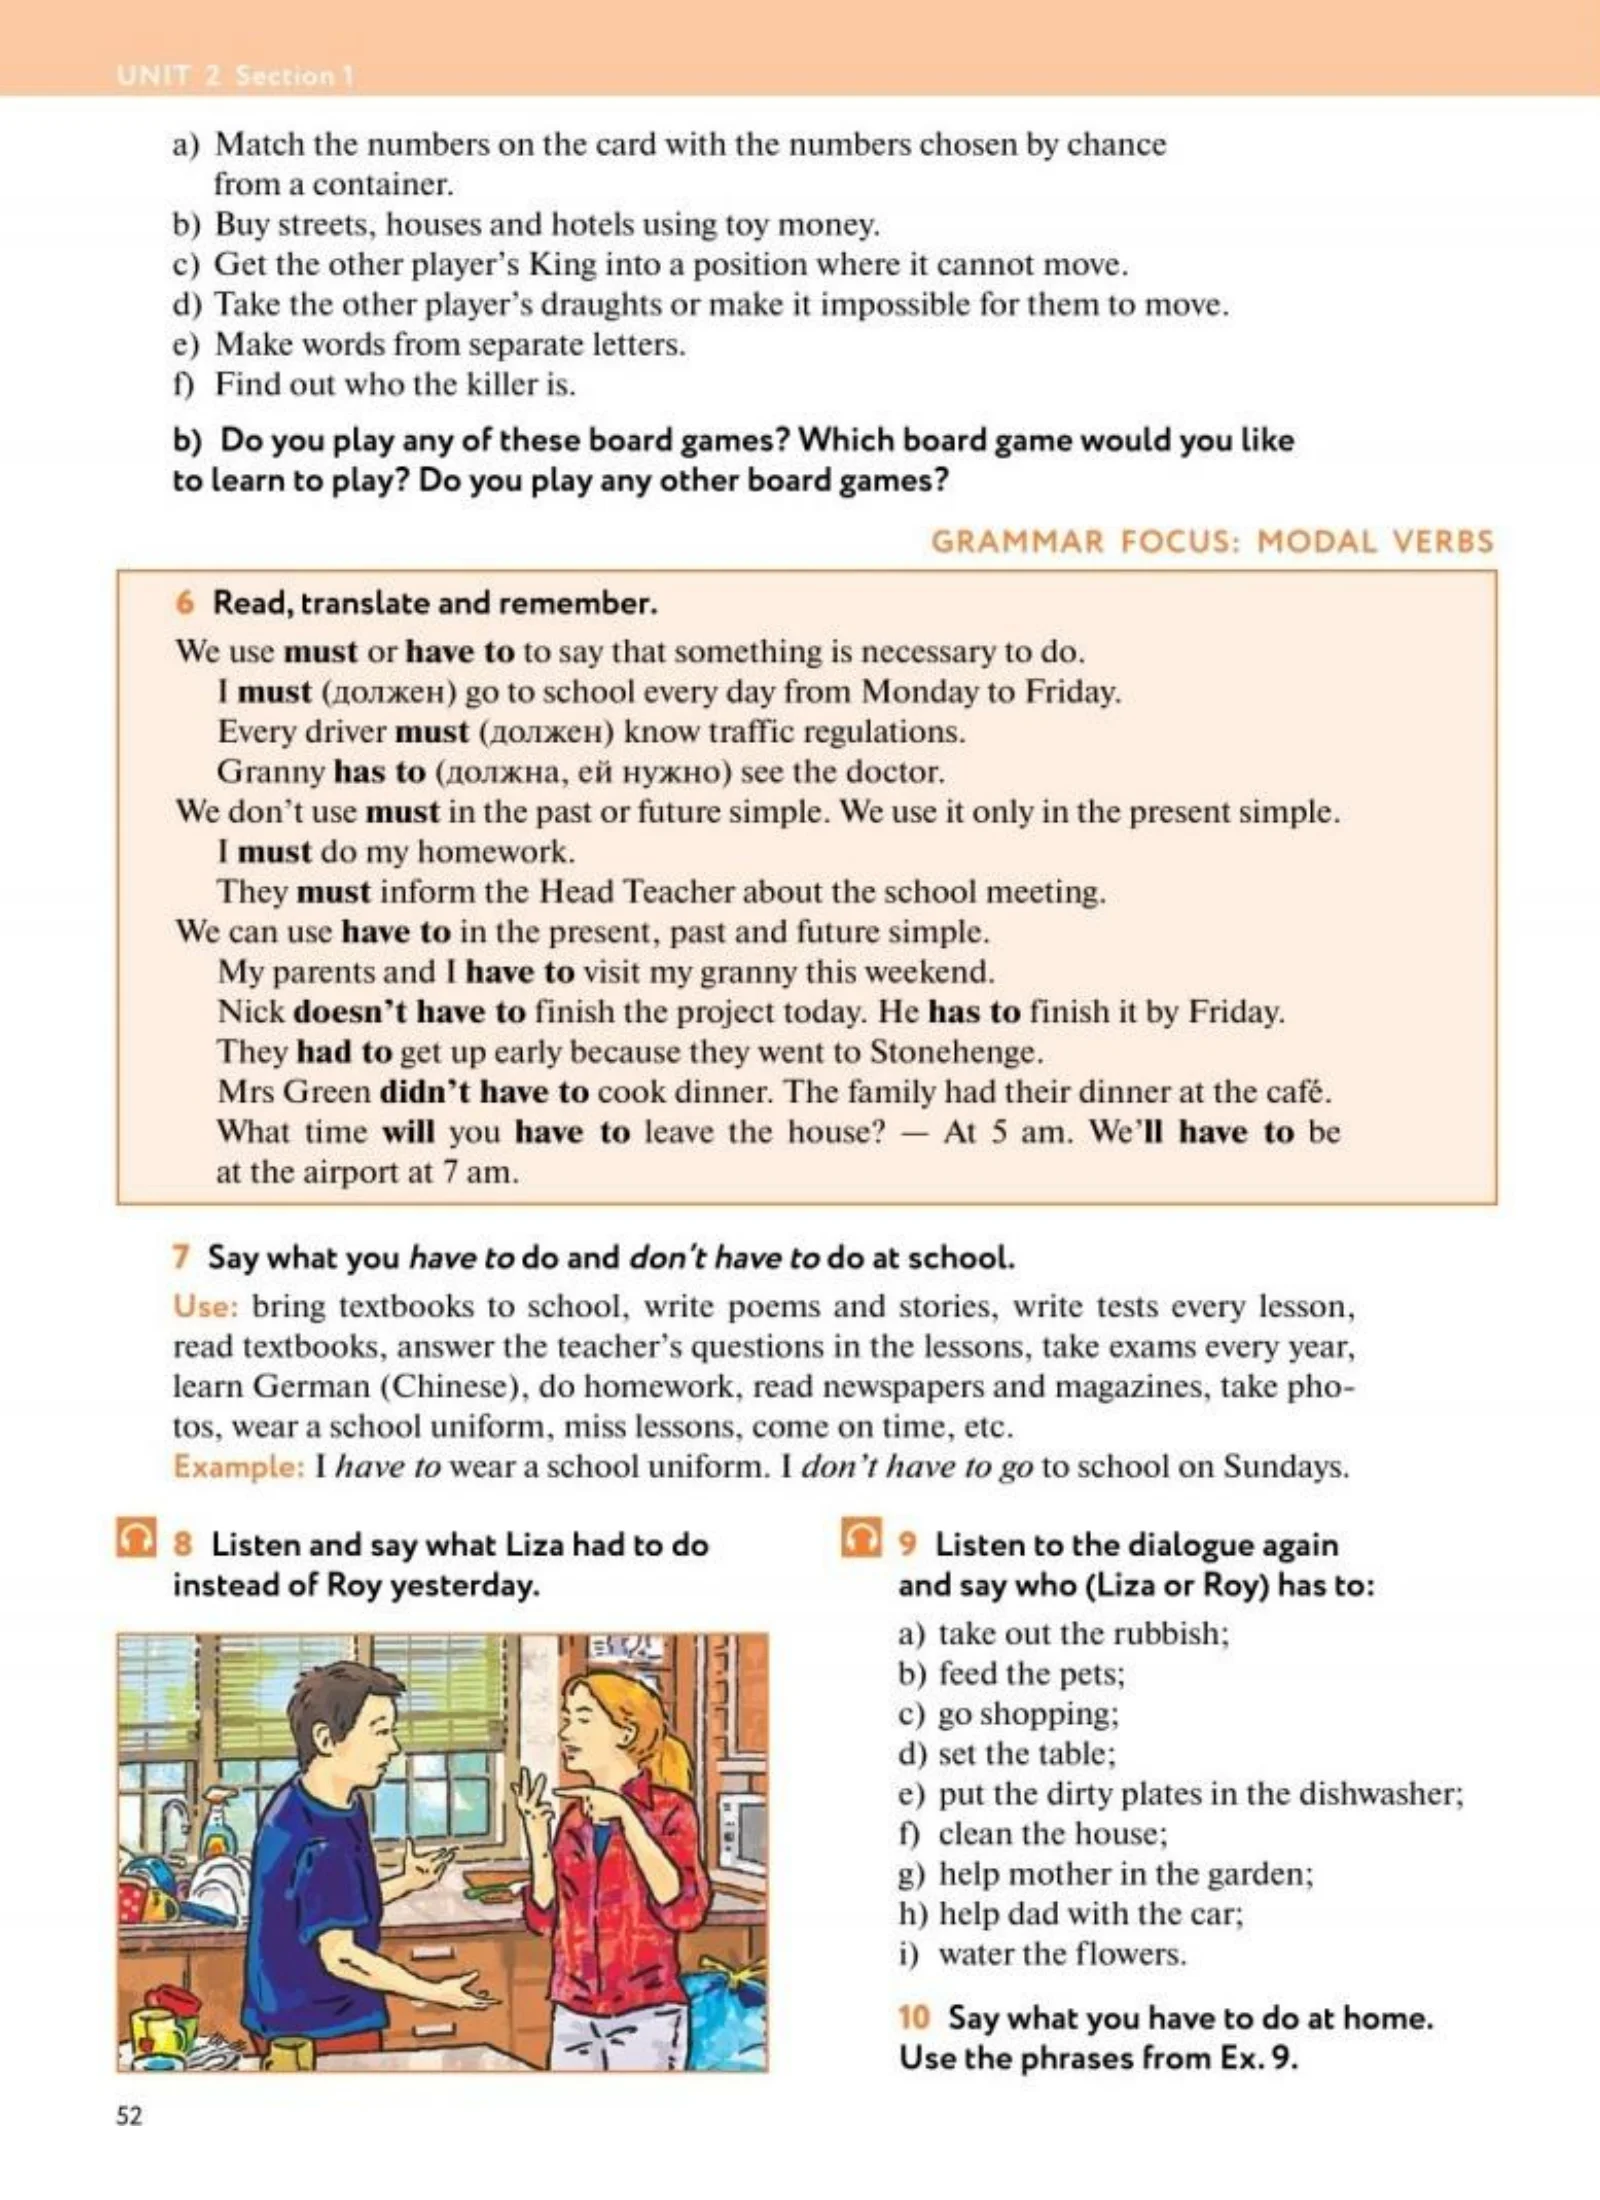 UNIT 2 Section 1
a) Match the numbers on the card with the numbers chosen by chance
from a container.
b) Buy streets, houses and hotels using toy money.
c) Get the other player’s King into a position where it cannot move.
d) Take the other player’s draughts or make it impossible for them to move.
e) Make words from separate letters.
f) Find out who the killer is.
b) Do you play any of these board games? Which board game would you like
to learn to play? Do you play any other board games?
GRAMMAR FOCUS: MODAL VERBS
6 Read, translate and remember.
We use must or have to to say that something is necessary to do.
I must (должен) go to school every day from Monday to Friday.
Every driver must (должен) know traffic regulations.
Granny has to (должна, ей нужно) see the doctor.
We don’t use must in the past or future simple. We use it only in the present simple.
I must do my homework.
They must inform the Head Teacher about the school meeting.
We can use have to in the present, past and future simple.
My parents and I have to visit my granny this weekend.
Nick doesn’t have to finish the project today. He has to finish it by Friday.
They had to get up early because they went to Stonehenge.
Mrs Green didn’t have to cook dinner. The family had their dinner at the café.
What time will you have to leave the house? — At 5 am. We’ll have to be
at the airport at 7 am.
7 Say what you have to do and don’t have to do at school.
Use: bring textbooks to school, write poems and stories, write tests every lesson,
read textbooks, answer the teacher’s questions in the lessons, take exams every year,
learn German (Chinese), do homework, read newspapers and magazines, take pho-
tos, wear a school uniform, miss lessons, come on time, etc.
Example: I have to wear a school uniform. I don’t have to go to school on Sundays.
8 Listen and say what Liza had to do
instead of Roy yesterday.
9 Listen to the dialogue again
and say who (Liza or Roy) has to:
a) take out the rubbish;
b) feed the pets;
c) go shopping;
d) set the table;
e) put the dirty plates in the dishwasher;
f) clean the house;
g) help mother in the garden;
h) help dad with the car;
i) water the flowers.
10 Say what you have to do at home.
Use the phrases from Ex. 9.
52